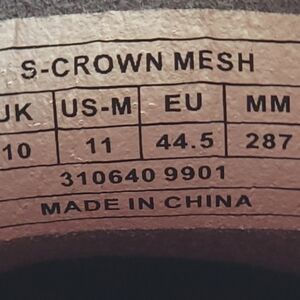 S-CROWN MESH
UK US-M EU MM
10 11 44.5 287
310640 9901
MADE IN CHINA